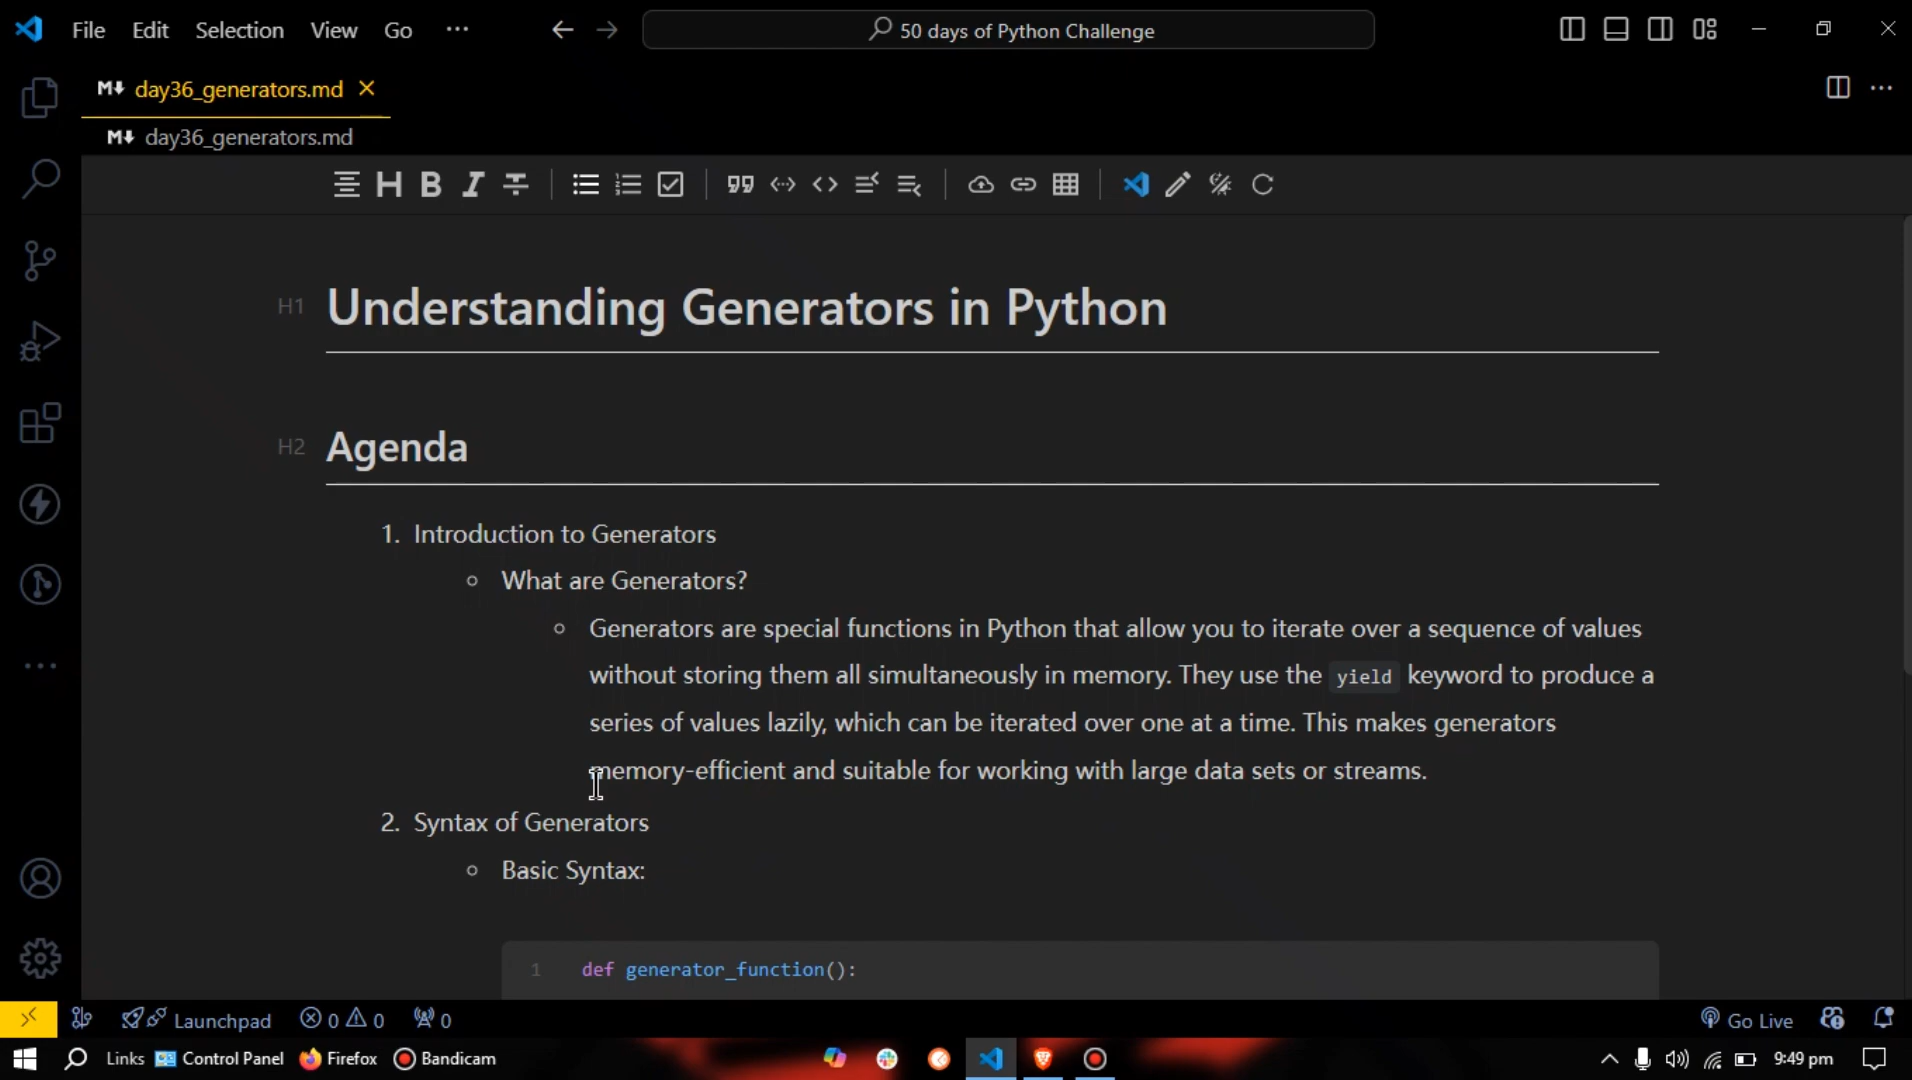 File Edit Selection View Go ··· 50 days of Python Challenge
M↓ day36_generators.md
M↓ day36_generators.md
H B I
H1 Understanding Generators in Python
H2 Agenda
1. Introduction to Generators
What are Generators?
Generators are special functions in Python that allow you to iterate over a sequence of values
without storing them all simultaneously in memory. They use the yield keyword to produce a
series of values lazily, which can be iterated over one at a time. This makes generators
memory-efficient and suitable for working with large data sets or streams.
2. Syntax of Generators
Basic Syntax:
1 def generator_function():
Launchpad 0 0 0 Go Live
Links Control Panel Firefox Bandicam 9:49 pm